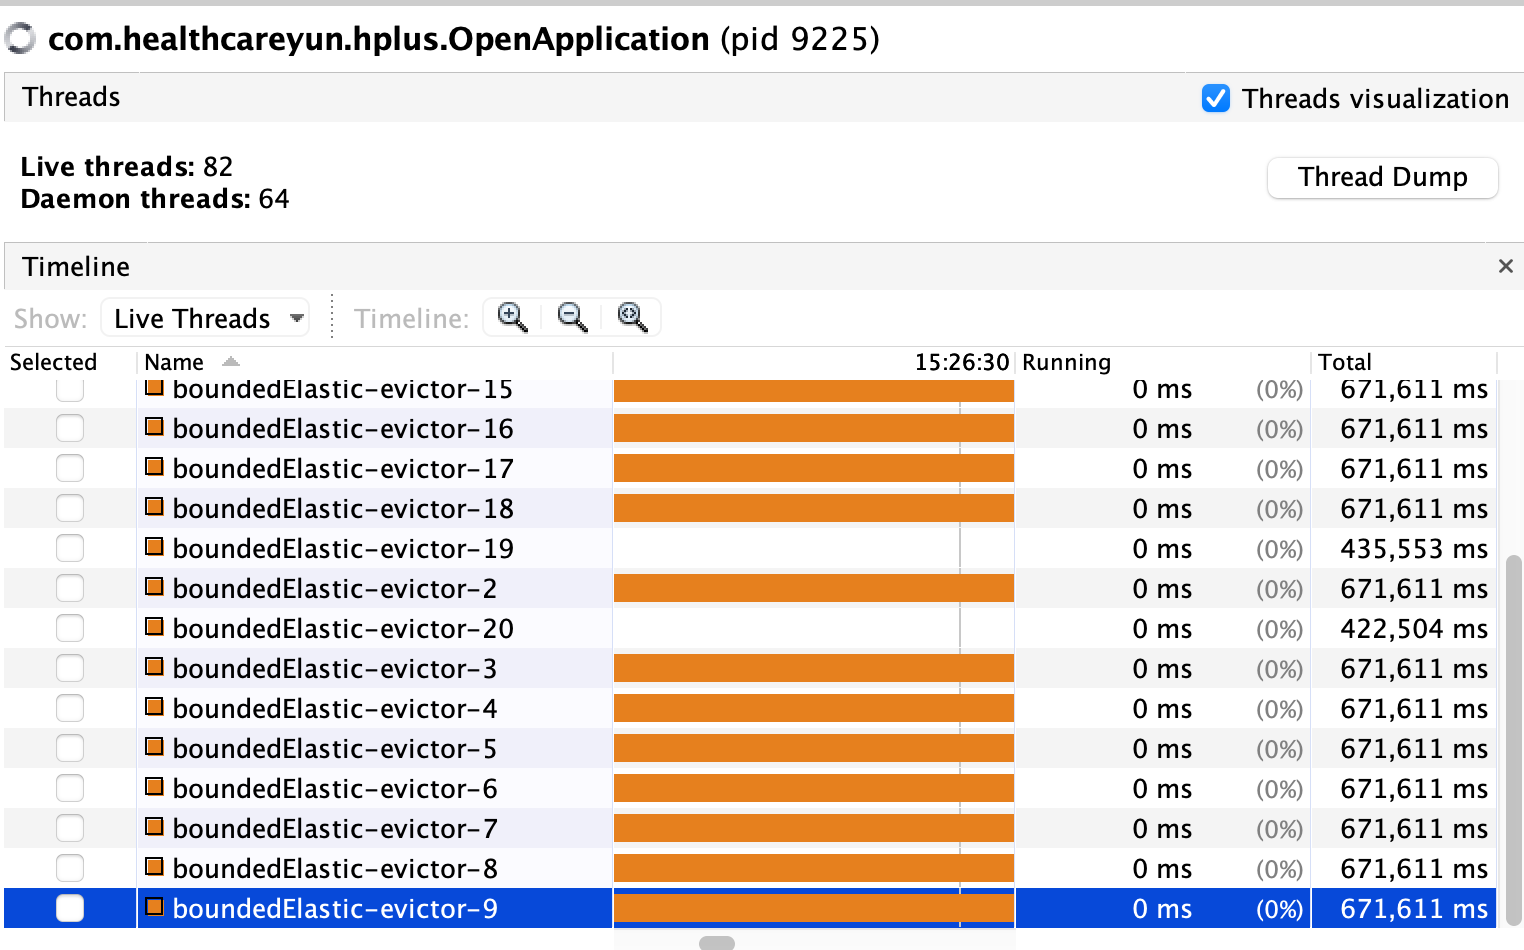 com.healthcareyun.hplus.OpenApplication (pid 9225)
Threads Threads visualization
Live threads: 82
Daemon threads: 64
Thread Dump
Timeline ×
Show: Live Threads Timeline:
Selected Name 15:26:30 Running Total
boundedElastic-evictor-15 0 ms (0%) 671,611 ms
boundedElastic-evictor-16 0 ms (0%) 671,611 ms
boundedElastic-evictor-17 0 ms (0%) 671,611 ms
boundedElastic-evictor-18 0 ms (0%) 671,611 ms
boundedElastic-evictor-19 0 ms (0%) 435,553 ms
boundedElastic-evictor-2 0 ms (0%) 671,611 ms
boundedElastic-evictor-20 0 ms (0%) 422,504 ms
boundedElastic-evictor-3 0 ms (0%) 671,611 ms
boundedElastic-evictor-4 0 ms (0%) 671,611 ms
boundedElastic-evictor-5 0 ms (0%) 671,611 ms
boundedElastic-evictor-6 0 ms (0%) 671,611 ms
boundedElastic-evictor-7 0 ms (0%) 671,611 ms
boundedElastic-evictor-8 0 ms (0%) 671,611 ms
boundedElastic-evictor-9 0 ms (0%) 671,611 ms